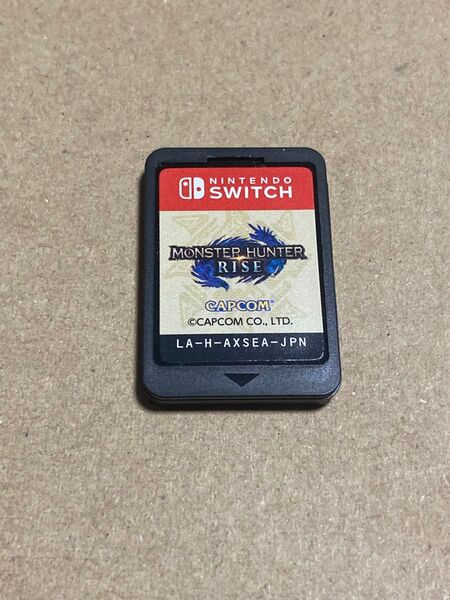 NINTENDO
SWITCH
MONSTER HUNTER
RISE
CAPCOM
©CAPCOM CO., LTD.
LA-H-AXSEA-JPN